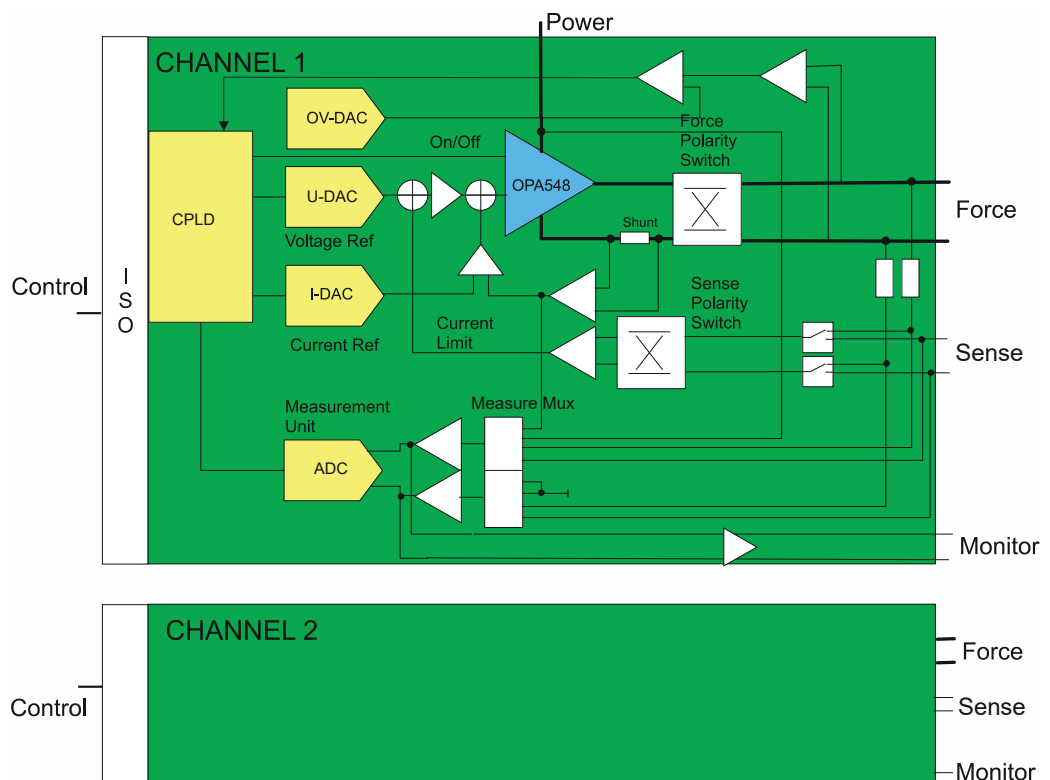 Power
CHANNEL 1
OV-DAC
Force
Polarity
Switch
On/Off
OPA548
CPLD
U-DAC
Voltage Ref
Shunt
Force
Control
I
S
O
I-DAC
Current Ref
Current
Limit
Sense
Polarity
Switch
Sense
Measurement
Unit
Measure Mux
ADC
Monitor
CHANNEL 2
Force
Control
Sense
Monitor